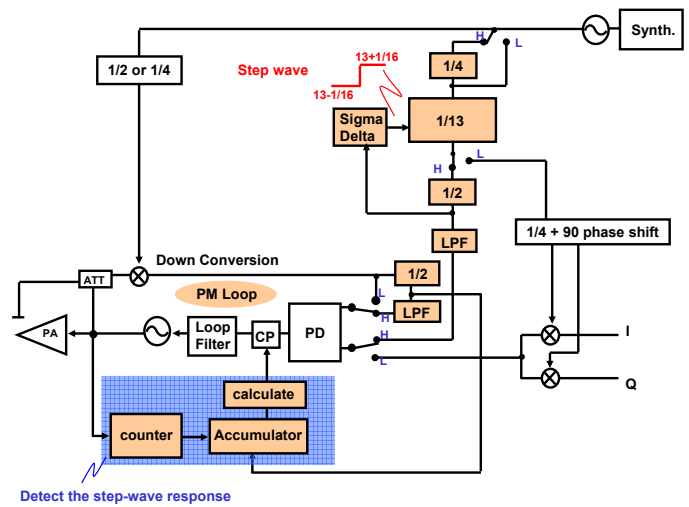 H
L
Synth.
1/2 or 1/4
Step wave
13+1/16
13-1/16
1/4
Sigma
Delta
1/13
L
H
1/2
1/4 + 90 phase shift
LPF
Down Conversion
1/2
ATT
PM Loop
L
H
LPF
PA
Loop
Filter
CP
PD
H
L
I
Q
calculate
counter
Accumulator
Detect the step-wave response